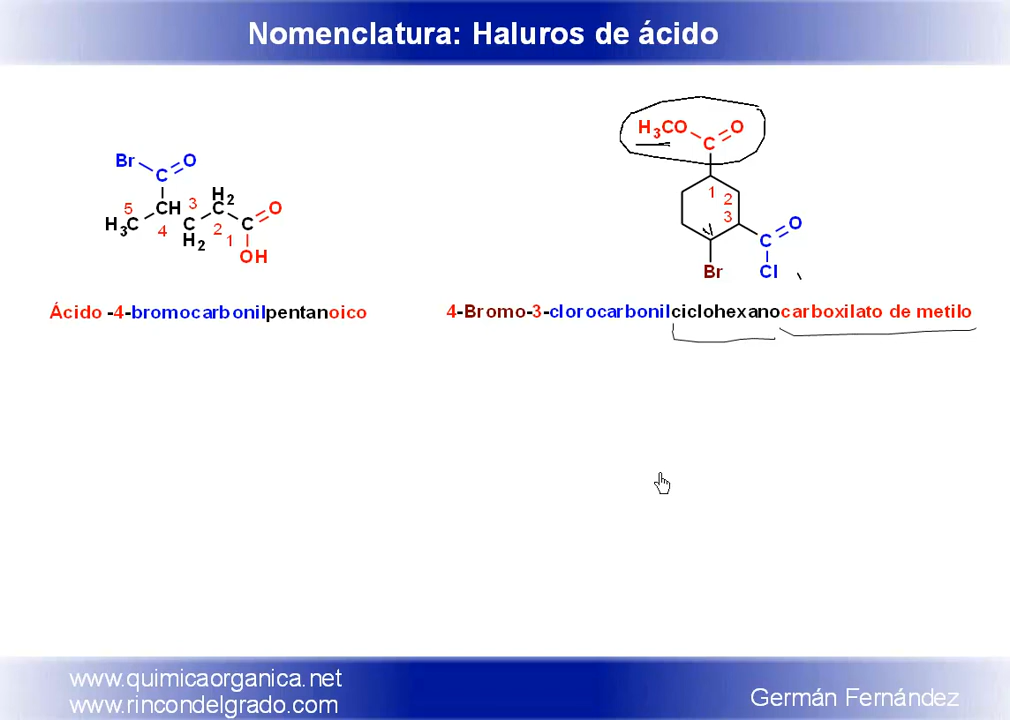 Nomenclatura: Haluros de ácido
Br
O
C
H2
5
CH
3
C
O
H3C
4
C
H2
2
1
C
OH
H3CO
C
O
1
2
3
C
O
Br
Cl
Ácido -4-bromocarbonilpentanoico
4-Bromo-3-clorocarbonilciclohexanocarboxilato de metilo
www.quimicaorganica.net
www.rincondelgrado.com
Germán Fernández